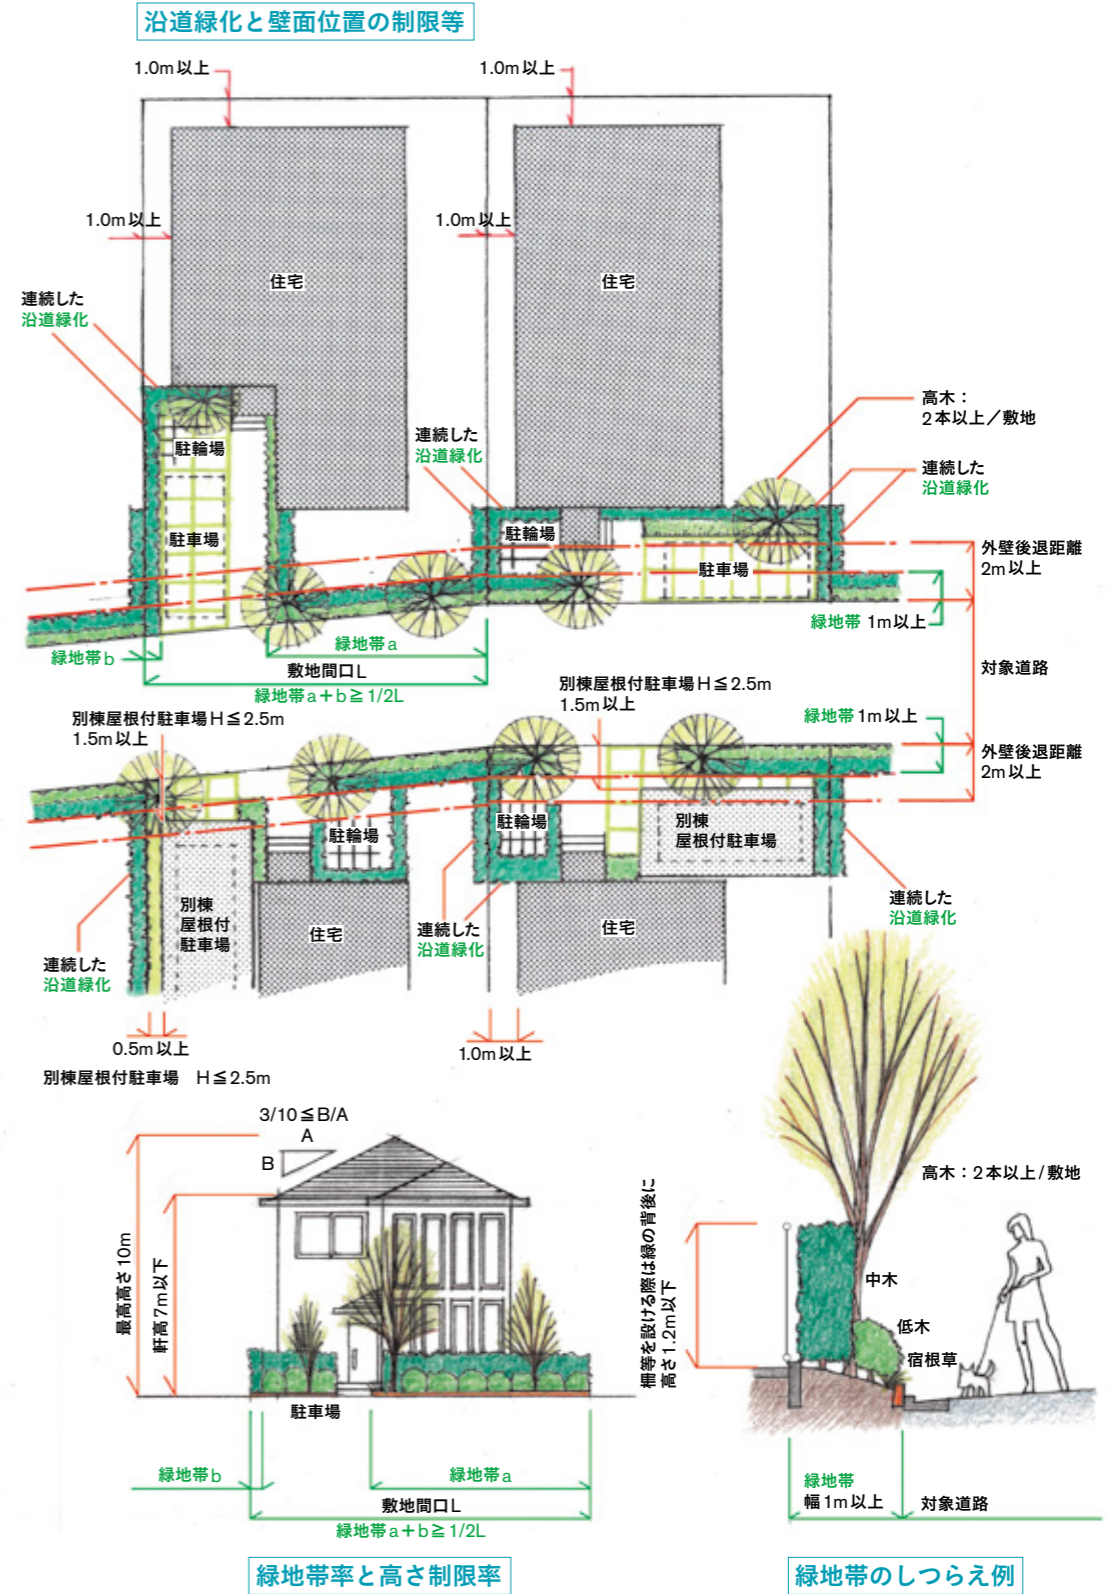 沿道緑化と壁面位置の制限等
1.0m以上
1.0m以上
1.0m以上
1.0m以上
住宅
住宅
連続した
沿道緑化
高木：
2本以上／敷地
駐輪場
連続した
沿道緑化
連続した
沿道緑化
駐輪場
駐車場
駐車場
外壁後退距離
2m以上
緑地帯 1m以上
緑地帯b
緑地帯a
敷地間口L
緑地帯a＋b≧1/2L
対象道路
別棟屋根付駐車場H≦2.5m
1.5m以上
別棟屋根付駐車場H≦2.5m
1.5m以上
緑地帯1m以上
外壁後退距離
2m以上
駐輪場
駐輪場
別棟
屋根付駐車場
別棟
屋根付
駐車場
住宅
住宅
連続した
沿道緑化
連続した
沿道緑化
連続した
沿道緑化
0.5m以上
1.0m以上
別棟屋根付駐車場　H≦2.5m
3/10≦B/A
A
B
最高高さ10m
軒高7m以下
駐車場
緑地帯b
緑地帯a
敷地間口L
緑地帯a＋b≧1/2L
緑地帯率と高さ制限率
高木：2本以上/敷地
柵等を設ける際は緑の背後に
高さ1.2m以下
中木
低木
宿根草
緑地帯
幅1m以上
対象道路
緑地帯のしつらえ例